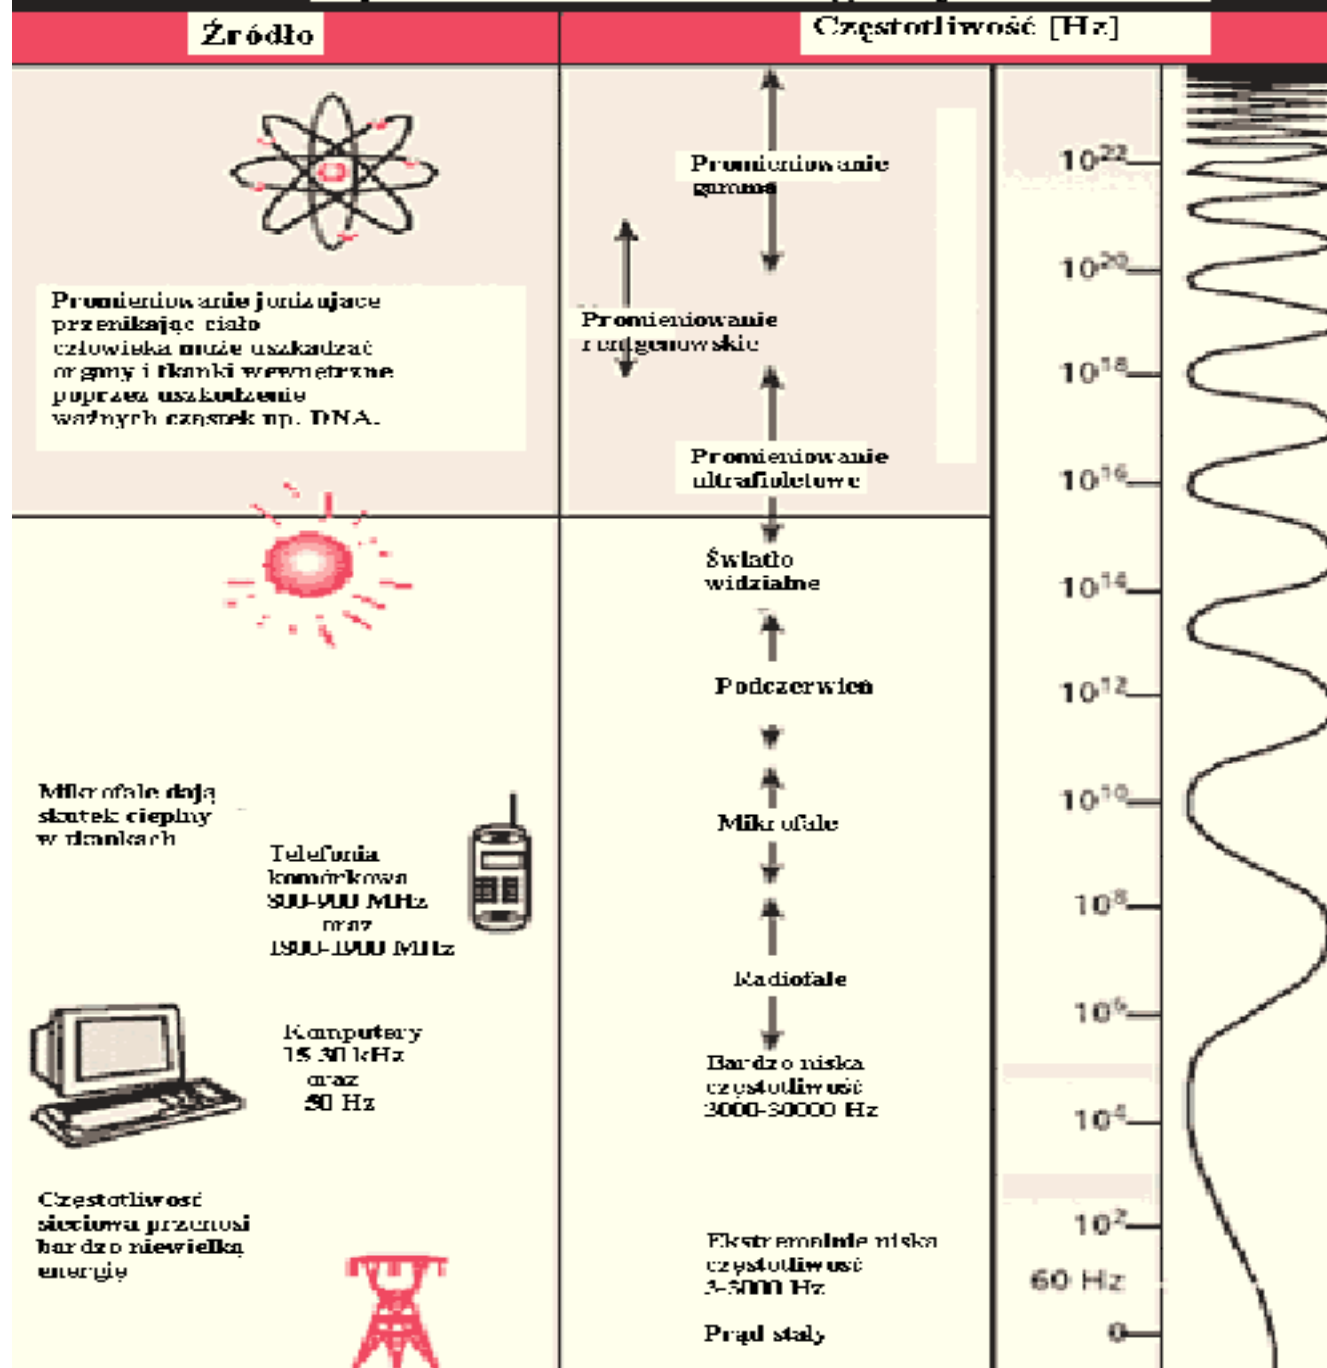 Źródło
Częstotliwość [Hz]
Promieniowanie
gamma
Promieniowanie jonizujące
przenikając ciało
człowieka może uszkadzać
organy i tkanki wewnętrzne
poprzez uszkodzenie
ważnych cząstek np. DNA.
Promieniowanie
rentgenowskie
Promieniowanie
ultrafioletowe
Światło
widzialne
Podczerwień
Mikrofale dają
skutek cieplny
w tkankach
Mikrofale
Telefonia
komórkowa
800-900 MHz
oraz
1800-1900 MHz
Radiofale
Komputery
15-30 kHz
oraz
50 Hz
Bardzo niska
częstotliwość
3000-30000 Hz
Częstotliwość
sieciowa przenosi
bardzo niewielką
energię
Ekstremalnie niska
częstotliwość
3-3000 Hz
Prąd stały
10²²
10²⁰
10¹⁸
10¹⁶
10¹⁴
10¹²
10¹⁰
10⁸
10⁶
10⁴
10²
60 Hz
0